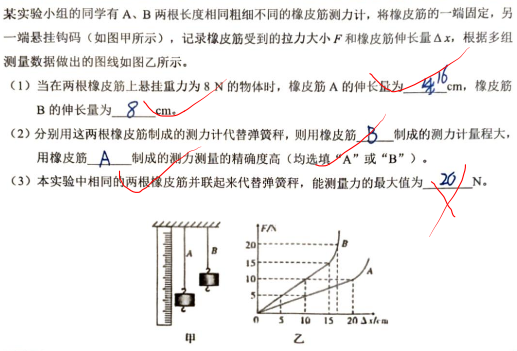 某实验小组的同学有 A、B 两根长度相同粗细不同的橡皮筋测力计，将橡皮筋的一端固定，另
一端悬挂钩码（如图甲所示），记录橡皮筋受到的拉力大小 F 和橡皮筋伸长量 Δx，根据多组
测量数据做出的图线如图乙所示。
（1）当在两根橡皮筋上悬挂重力为 8 N 的物体时，橡皮筋 A 的伸长量为 16 cm，橡皮筋
B 的伸长量为 8 cm。
（2）分别用这两根橡皮筋制成的测力计代替弹簧秤，则用橡皮筋 B 制成的测力计量程大，
用橡皮筋 A 制成的测力测量的精确度高（均选填“A”或“B”）。
（3）本实验中相同的两根橡皮筋并联起来代替弹簧秤，能测量力的最大值为 20 N。
A B
甲
F/N
20
15
10
5
0 5 10 15 20 Δx/cm
B
A
乙